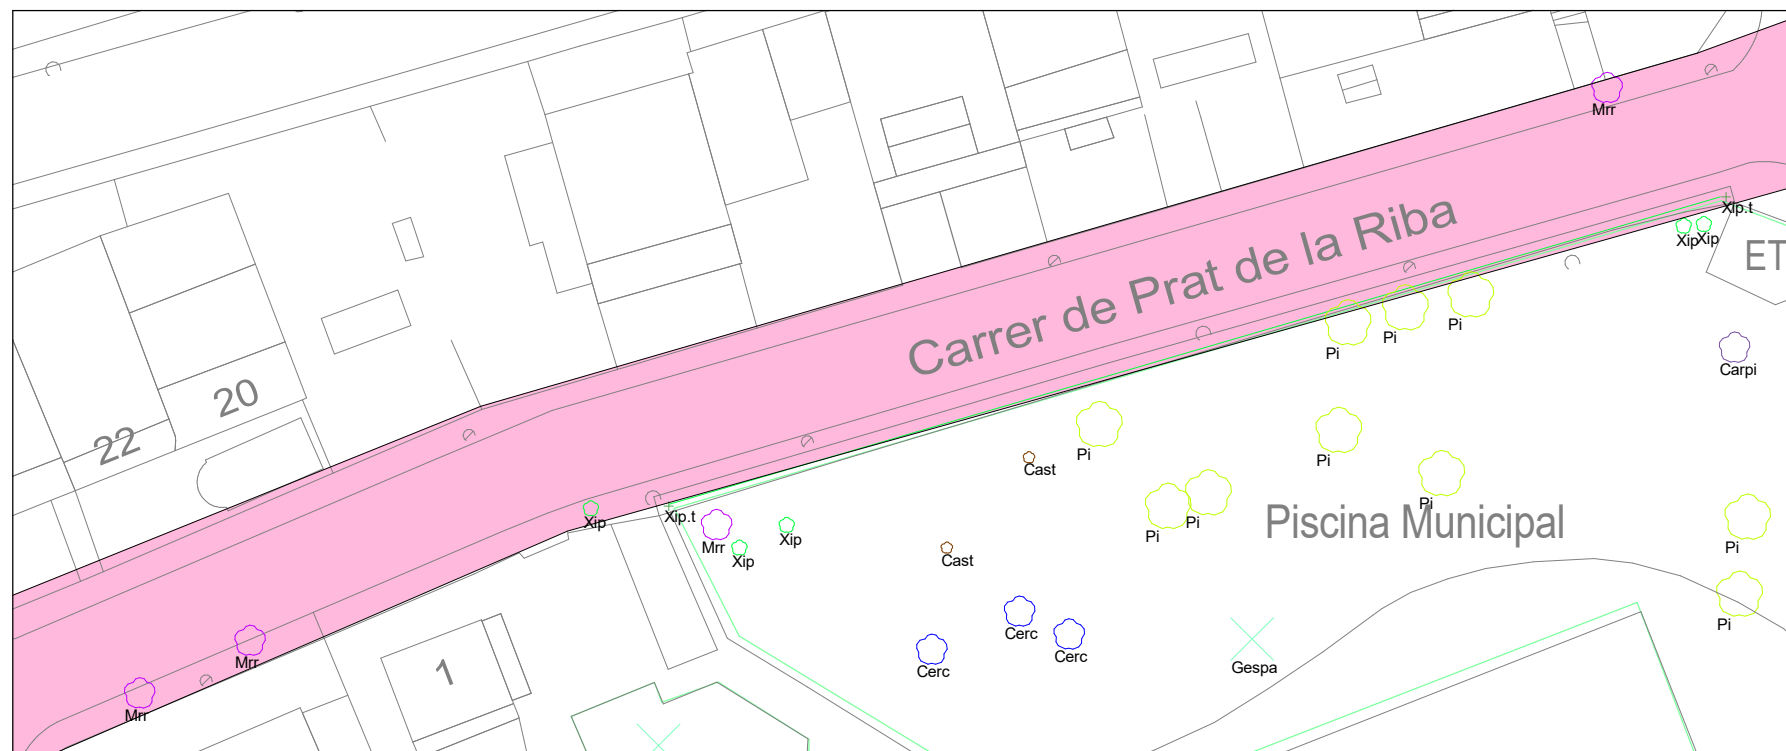 Mrr
Xip.t
Xip
Xip
ET
Carrer de Prat de la Riba
Pi
Pi
Pi
Carpi
20
22
Pi
Cast
Pi
Pi
Piscina Municipal
Xip
Xip.t
Mrr
Xip
Xip
Pi
Pi
Pi
Cast
Pi
Cerc
Cerc
Cerc
Gespa
Mrr
1
Mrr